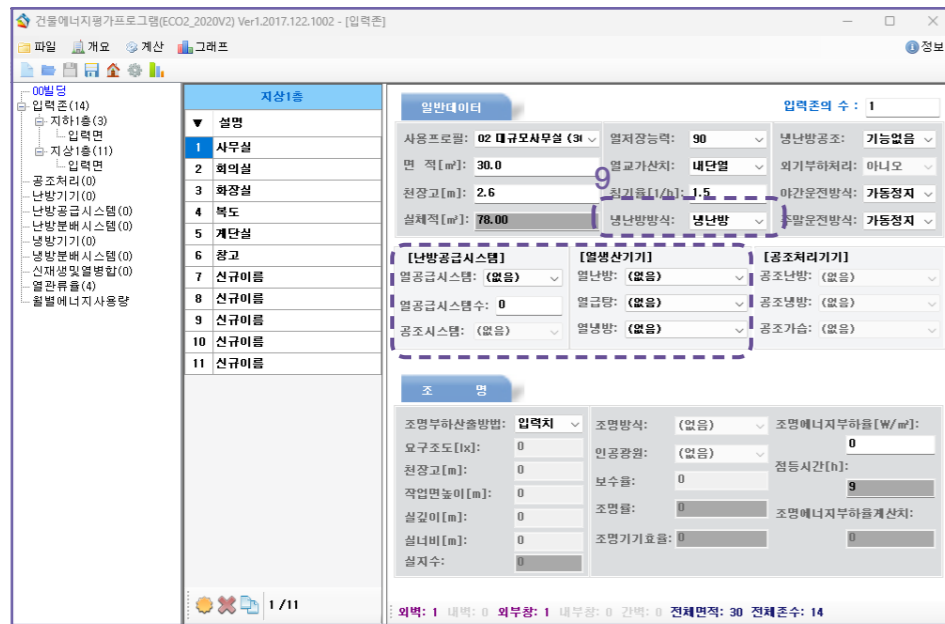 건물에너지평가프로그램(ECO2_2020V2) Ver1.2017.122.1002 - [입력존]
파일 개요 계산 그래프 정보
00빌딩
입력존(14)
지하1층(3)
입력면
지상1층(11)
입력면
공조처리(0)
난방기기(0)
난방공급시스템(0)
난방분배시스템(0)
냉방기기(0)
냉방분배시스템(0)
신재생및열병합(0)
열관류율(4)
월별에너지사용량
지상1층
▼ 설명
1 사무실
2 회의실
3 화장실
4 복도
5 계단실
6 창고
7 신규이름
8 신규이름
9 신규이름
10 신규이름
11 신규이름
1 /11
일반데이터 입력존의 수 : 1
사용프로필: 02 대규모사무실 (3( 열저장능력: 90 냉난방공조: 기능없음
면 적[㎡]: 30.0 열교가산치: 내단열 외기부하처리: 아니오
9
천장고[m]: 2.6 침기율[1/h]: 1.5 야간운전방식: 가동정지
실체적[㎥]: 78.00 냉난방방식: 냉난방 주말운전방식: 가동정지
[난방공급시스템] [열생산기기] [공조처리기기]
열공급시스템: (없음) 열난방: (없음) 공조난방: (없음)
열공급시스템수: 0 열급탕: (없음) 공조냉방: (없음)
공조시스템: (없음) 열냉방: (없음) 공조가습: (없음)
조 명
조명부하산출방법: 입력치 조명방식: (없음) 조명에너지부하율[W/㎡]:
요구조도[lx]: 0 인공광원: (없음) 0
천장고[m]: 0 점등시간[h]:
작업면높이[m]: 0 보수율: 0 9
실깊이[m]: 0 조명률: 0 조명에너지부하율계산치:
실너비[m]: 0 조명기기효율: 0 0
실지수: 0
외벽: 1 내벽: 0 외부창: 1 내부창: 0 간벽: 0 전체면적: 30 전체존수: 14